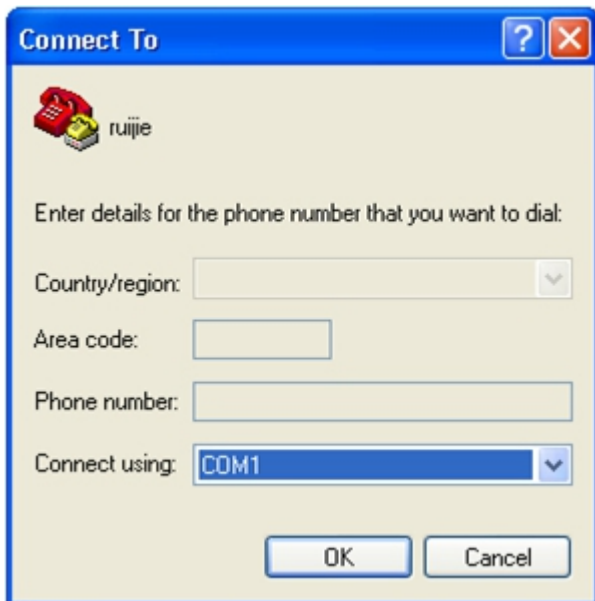 Connect To
ruijie
Enter details for the phone number that you want to dial:
Country/region:
Area code:
Phone number:
Connect using: COM1
OK Cancel